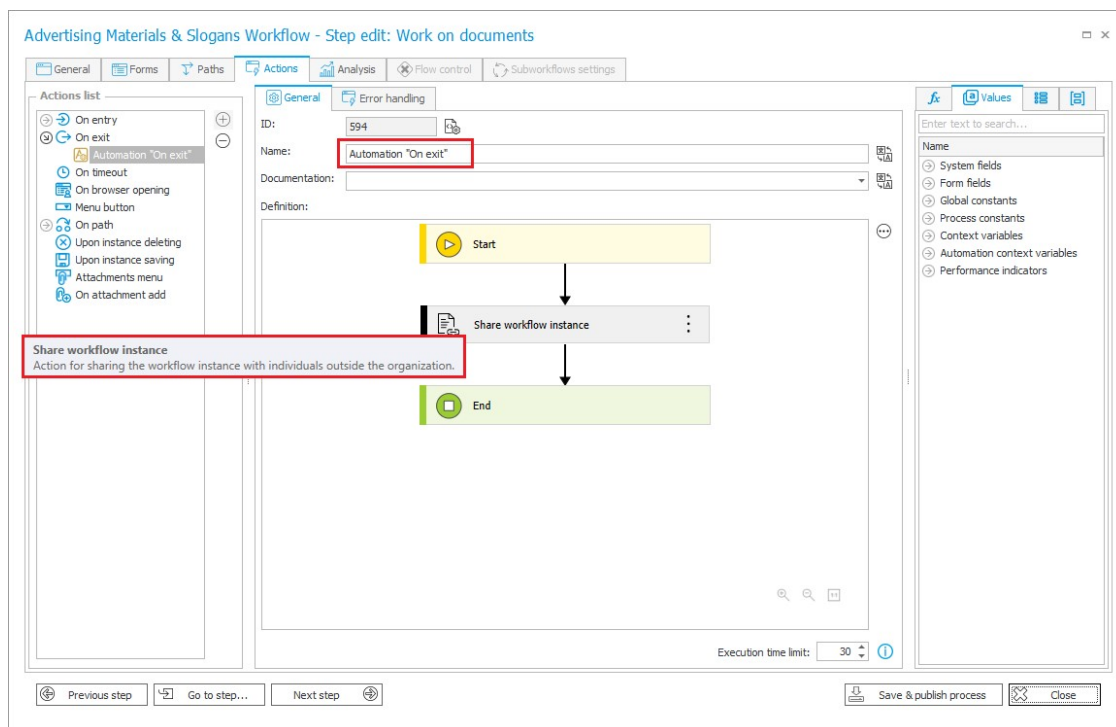 Advertising Materials & Slogans Workflow - Step edit: Work on documents
General
Forms
Paths
Actions
Analysis
Flow control
Subworkflows settings
Actions list
On entry
On exit
Automation "On exit"
On timeout
On browser opening
Menu button
On path
Upon instance deleting
Upon instance saving
Attachments menu
On attachment add
General
Error handling
ID:
594
Name:
Automation "On exit"
Documentation:
Definition:
Start
Share workflow instance
End
Share workflow instance
Action for sharing the workflow instance with individuals outside the organization.
Execution time limit:
30
fx
Values
Enter text to search...
Name
System fields
Form fields
Global constants
Process constants
Context variables
Automation context variables
Performance indicators
Previous step
Go to step...
Next step
Save & publish process
Close